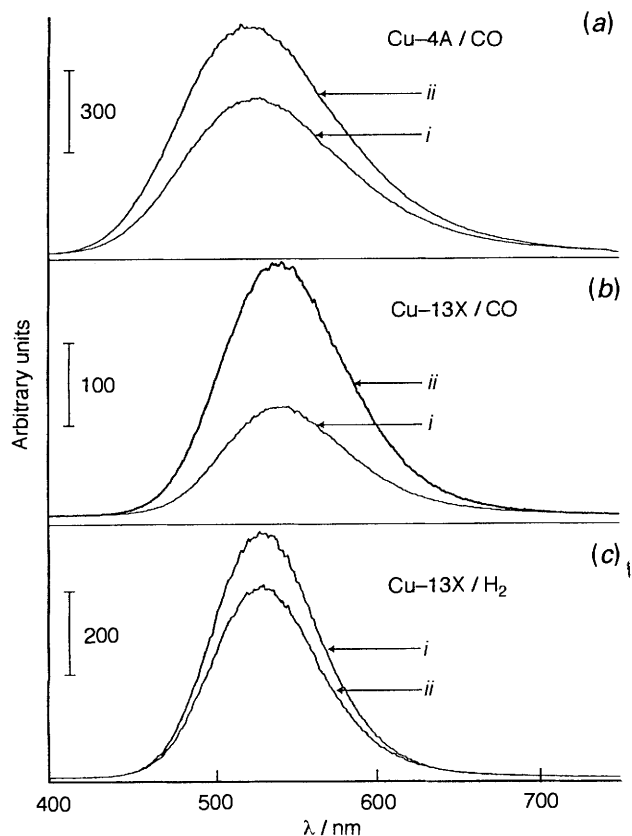 (a)
Cu–4A / CO
ii
300
i
(b)
Cu–13X / CO
100
ii
i
(c)
Cu–13X / H₂
200
i
ii
Arbitrary units
400 500 600 700
λ / nm